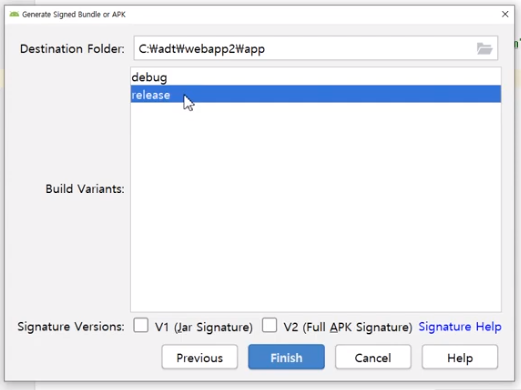 Generate Signed Bundle or APK
Destination Folder: C:₩adt₩webapp2₩app
debug
release
Build Variants:
Signature Versions: V1 (Jar Signature) V2 (Full APK Signature) Signature Help
Previous Finish Cancel Help